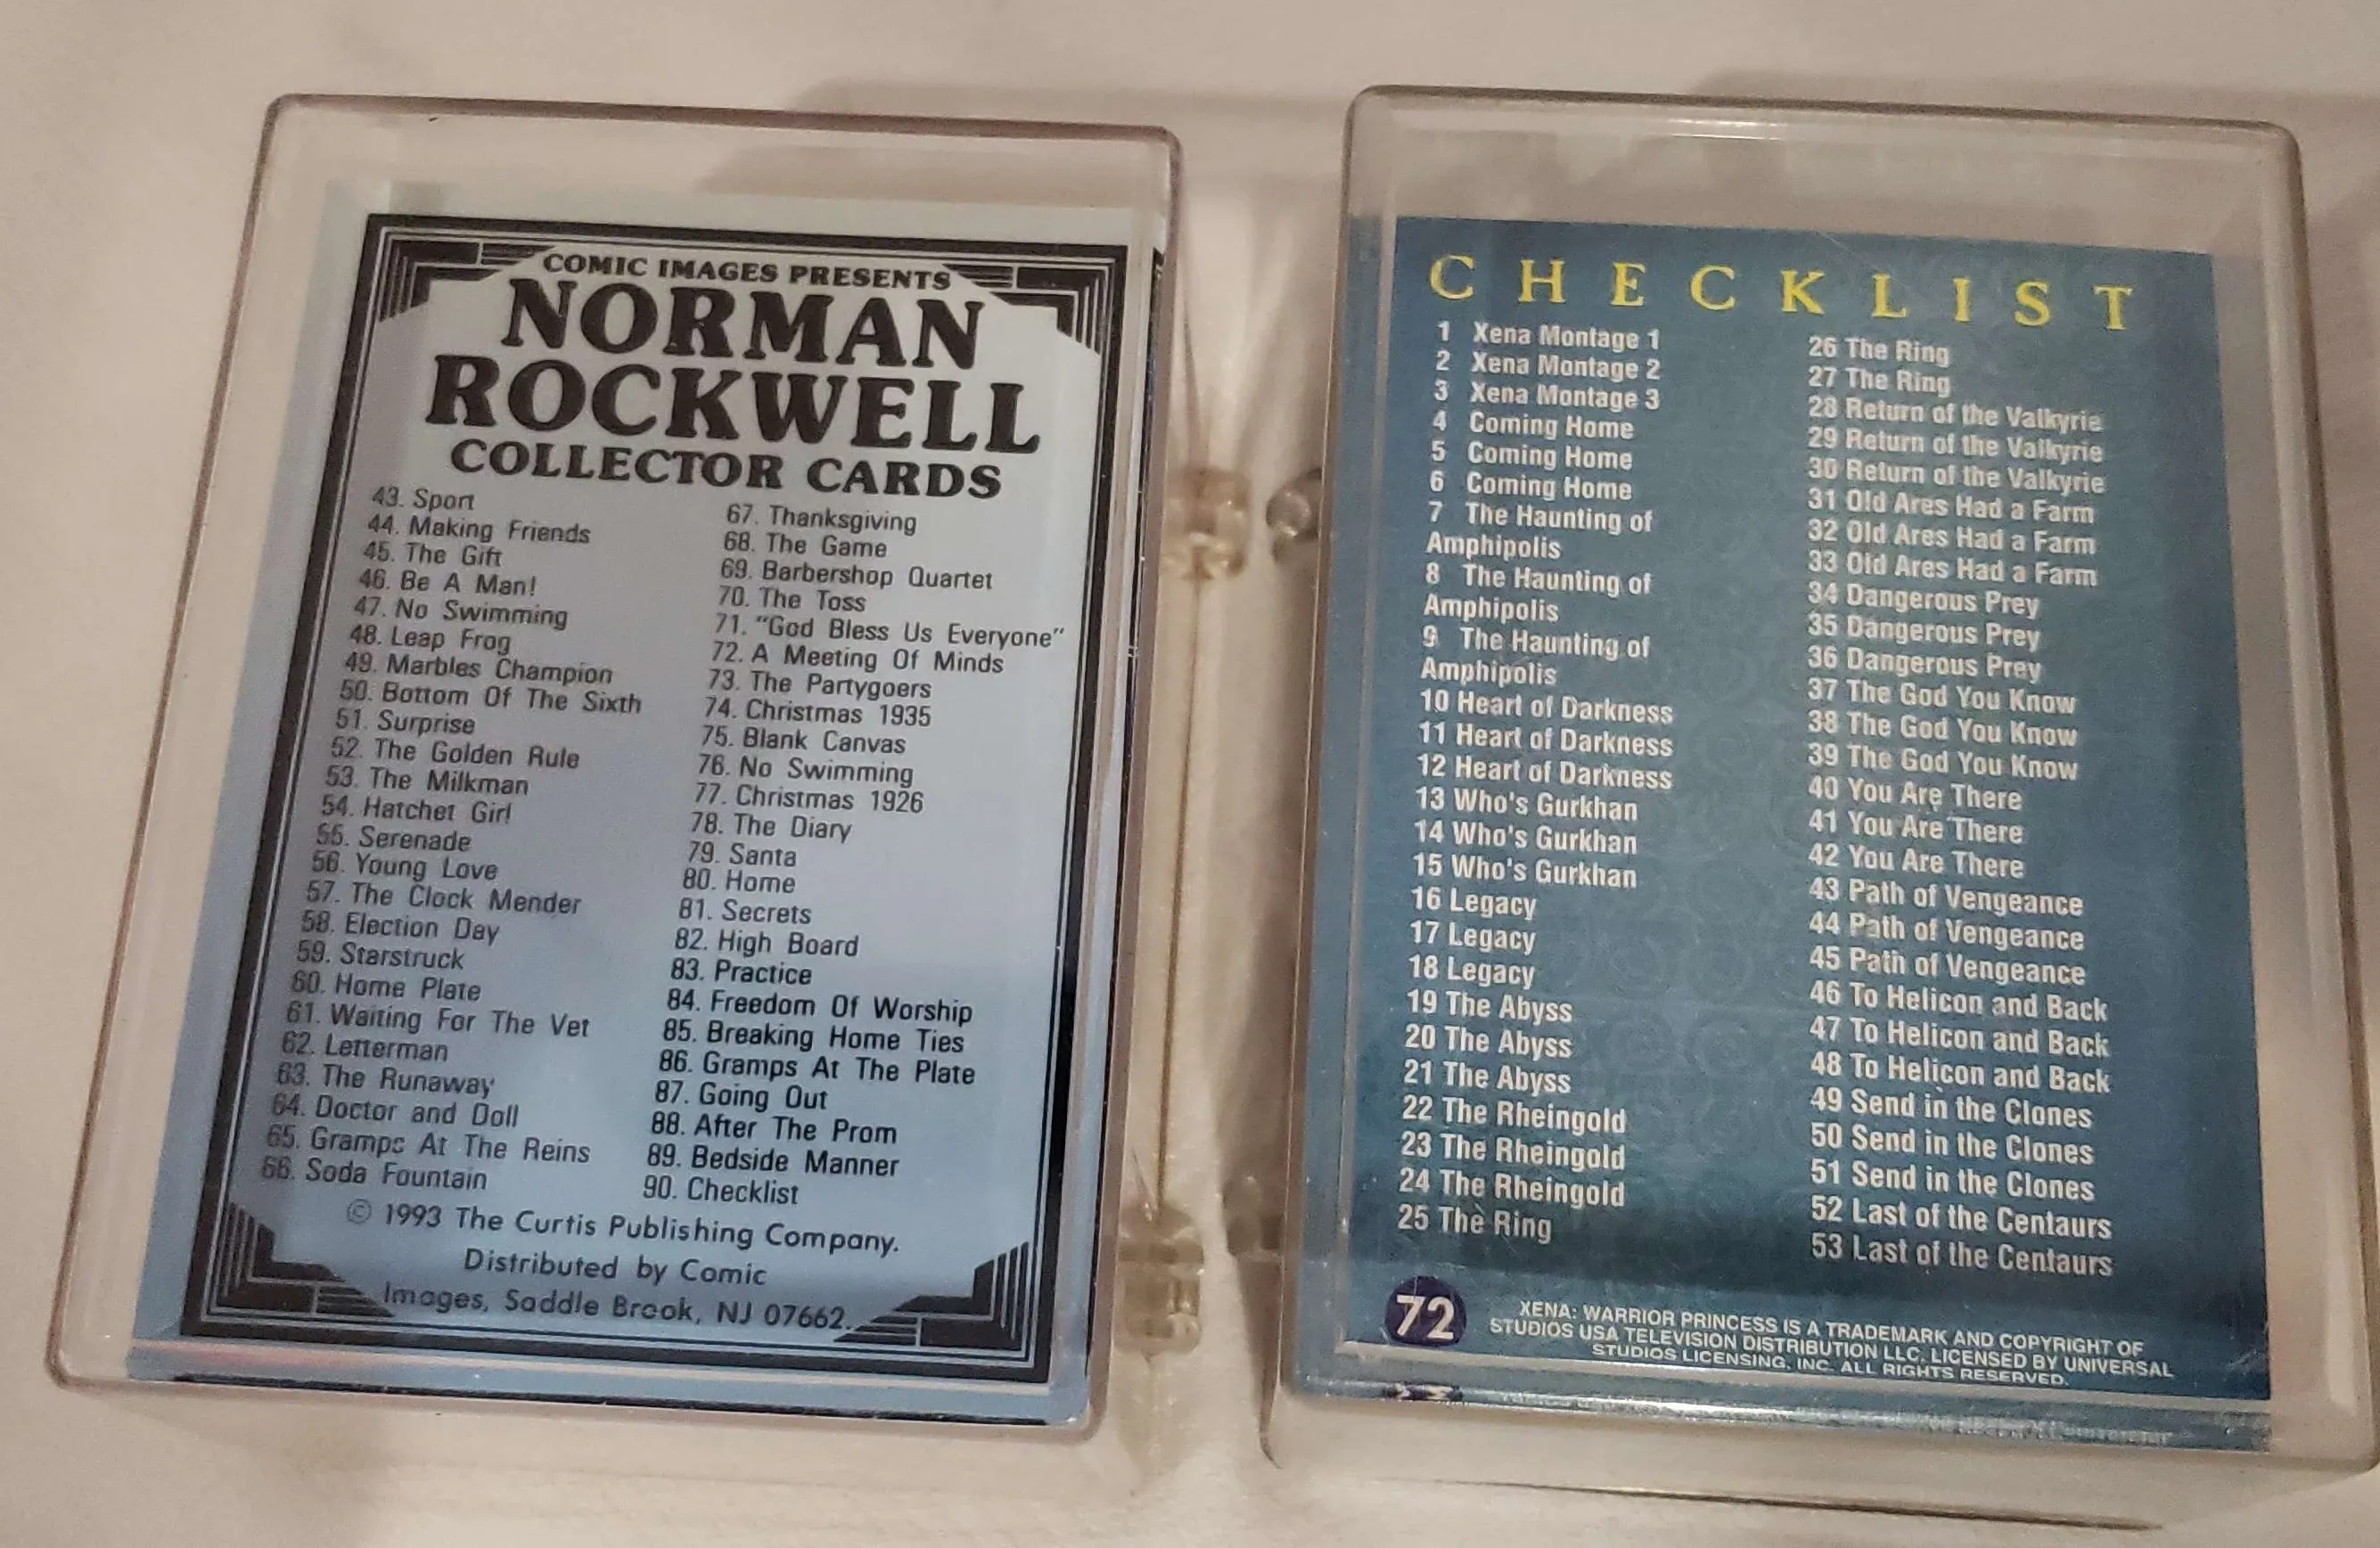 COMIC IMAGES PRESENTS
NORMAN
ROCKWELL
COLLECTOR CARDS
43. Sport
44. Making Friends
45. The Gift
46. Be A Man!
47. No Swimming
48. Leap Frog
49. Marbles Champion
50. Bottom Of The Sixth
51. Surprise
52. The Golden Rule
53. The Milkman
54. Hatchet Girl
55. Serenade
56. Young Love
57. The Clock Mender
58. Election Day
59. Starstruck
60. Home Plate
61. Waiting For The Vet
62. Letterman
63. The Runaway
64. Doctor and Doll
65. Gramps At The Reins
66. Soda Fountain
67. Thanksgiving
68. The Game
69. Barbershop Quartet
70. The Toss
71. "God Bless Us Everyone"
72. A Meeting Of Minds
73. The Partygoers
74. Christmas 1935
75. Blank Canvas
76. No Swimming
77. Christmas 1926
78. The Diary
79. Santa
80. Home
81. Secrets
82. High Board
83. Practice
84. Freedom Of Worship
85. Breaking Home Ties
86. Gramps At The Plate
87. Going Out
88. After The Prom
89. Bedside Manner
90. Checklist
© 1993 The Curtis Publishing Company.
Distributed by Comic
Images, Saddle Brook, NJ 07662.
CHECKLIST
1 Xena Montage 1
2 Xena Montage 2
3 Xena Montage 3
4 Coming Home
5 Coming Home
6 Coming Home
7 The Haunting of
Amphipolis
8 The Haunting of
Amphipolis
9 The Haunting of
Amphipolis
10 Heart of Darkness
11 Heart of Darkness
12 Heart of Darkness
13 Who's Gurkhan
14 Who's Gurkhan
15 Who's Gurkhan
16 Legacy
17 Legacy
18 Legacy
19 The Abyss
20 The Abyss
21 The Abyss
22 The Rheingold
23 The Rheingold
24 The Rheingold
25 The Ring
26 The Ring
27 The Ring
28 Return of the Valkyrie
29 Return of the Valkyrie
30 Return of the Valkyrie
31 Old Ares Had a Farm
32 Old Ares Had a Farm
33 Old Ares Had a Farm
34 Dangerous Prey
35 Dangerous Prey
36 Dangerous Prey
37 The God You Know
38 The God You Know
39 The God You Know
40 You Are There
41 You Are There
42 You Are There
43 Path of Vengeance
44 Path of Vengeance
45 Path of Vengeance
46 To Helicon and Back
47 To Helicon and Back
48 To Helicon and Back
49 Send in the Clones
50 Send in the Clones
51 Send in the Clones
52 Last of the Centaurs
53 Last of the Centaurs
72
XENA: WARRIOR PRINCESS IS A TRADEMARK AND COPYRIGHT OF
STUDIOS USA TELEVISION DISTRIBUTION LLC. LICENSED BY UNIVERSAL
STUDIOS LICENSING, INC. ALL RIGHTS RESERVED.